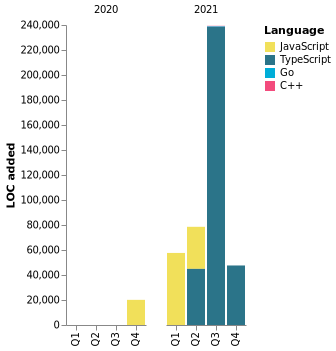 2020 2021
Language
JavaScript
TypeScript
Go
C++
LOC added
240,000
220,000
200,000
180,000
160,000
140,000
120,000
100,000
80,000
60,000
40,000
20,000
0
Q1 Q2 Q3 Q4 Q1 Q2 Q3 Q4